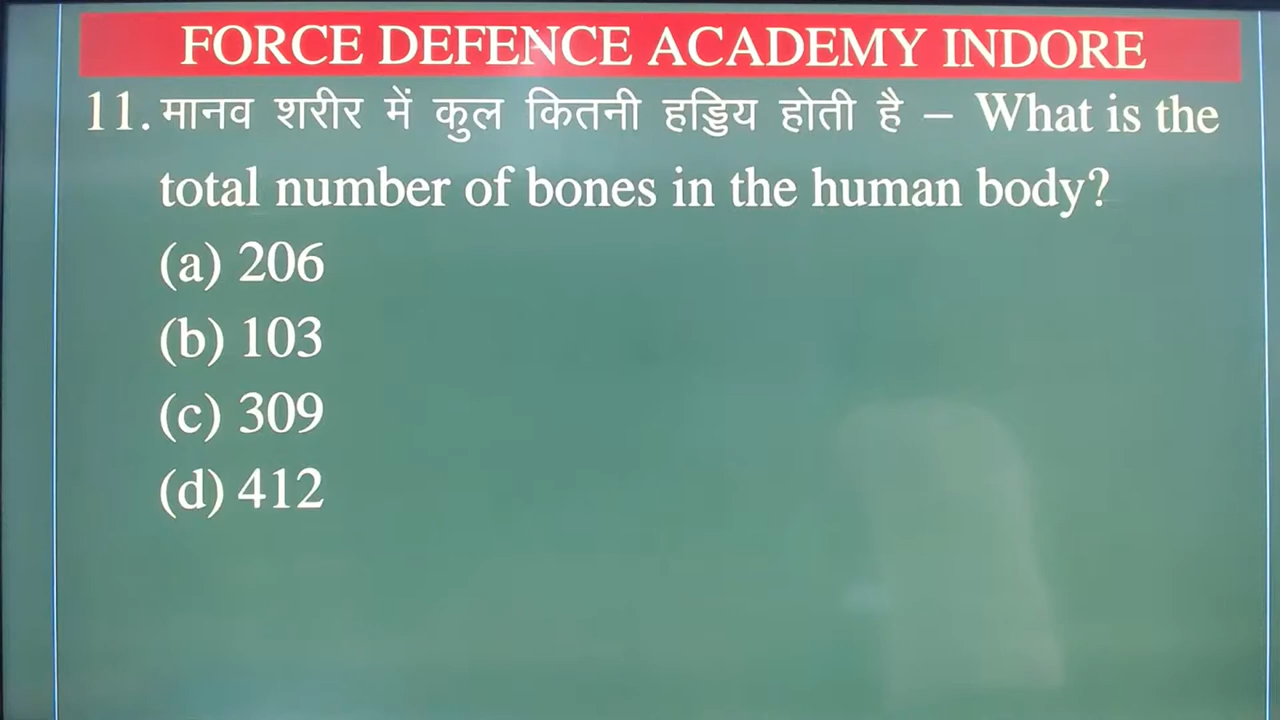 FORCE DEFENCE ACADEMY INDORE
11. मानव शरीर में कुल कितनी हड्डिय होती है – What is the
total number of bones in the human body?
(a) 206
(b) 103
(c) 309
(d) 412